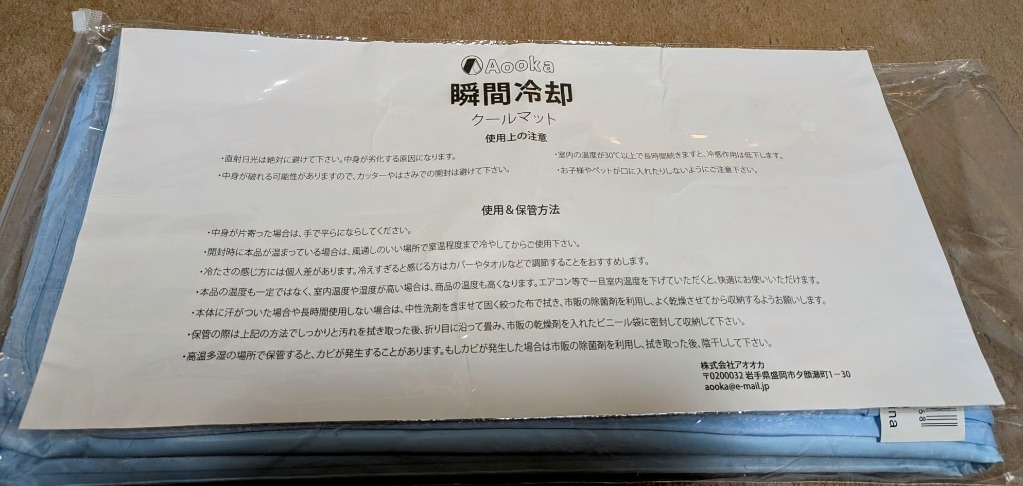 Aooka
瞬間冷却
クールマット
使用上の注意
・直射日光は絶対に避けて下さい。中身が劣化する原因になります。
・中身が破れる可能性がありますので、カッターやはさみでの開封は避けて下さい。
・室内の温度が30℃以上で長時間続きますと、冷感作用は低下します。
・お子様やペットが口に入れたりしないようにご注意下さい。
使用&保管方法
・中身が片寄った場合は、手で平らにならしてください。
・開封時に本品が温まっている場合は、風通しのいい場所で室温程度まで冷やしてからご使用下さい。
・冷たさの感じ方には個人差があります。冷えすぎると感じる方はカバーやタオルなどで調節することをおすすめします。
・本品の温度も一定ではなく、室内温度や湿度が高い場合は、商品の温度も高くなります。エアコン等で一旦室内温度を下げていただくと、快適にお使いいただけます。
・本体に汗がついた場合や長時間使用しない場合は、中性洗剤を含ませて固く絞った布で拭き、市販の除菌剤を利用し、よく乾燥させてから収納するようお願いします。
・保管の際は上記の方法でしっかりと汚れを拭き取った後、折り目に沿って畳み、市販の乾燥剤を入れたビニール袋に密封して収納して下さい。
・高温多湿の場所で保管すると、カビが発生することがあります。もしカビが発生した場合は市販の除菌剤を利用し、拭き取った後、陰干しして下さい。
株式会社アオオカ
〒0200032 岩手県盛岡市夕顔瀬町1－30
aooka@e-mail.jp